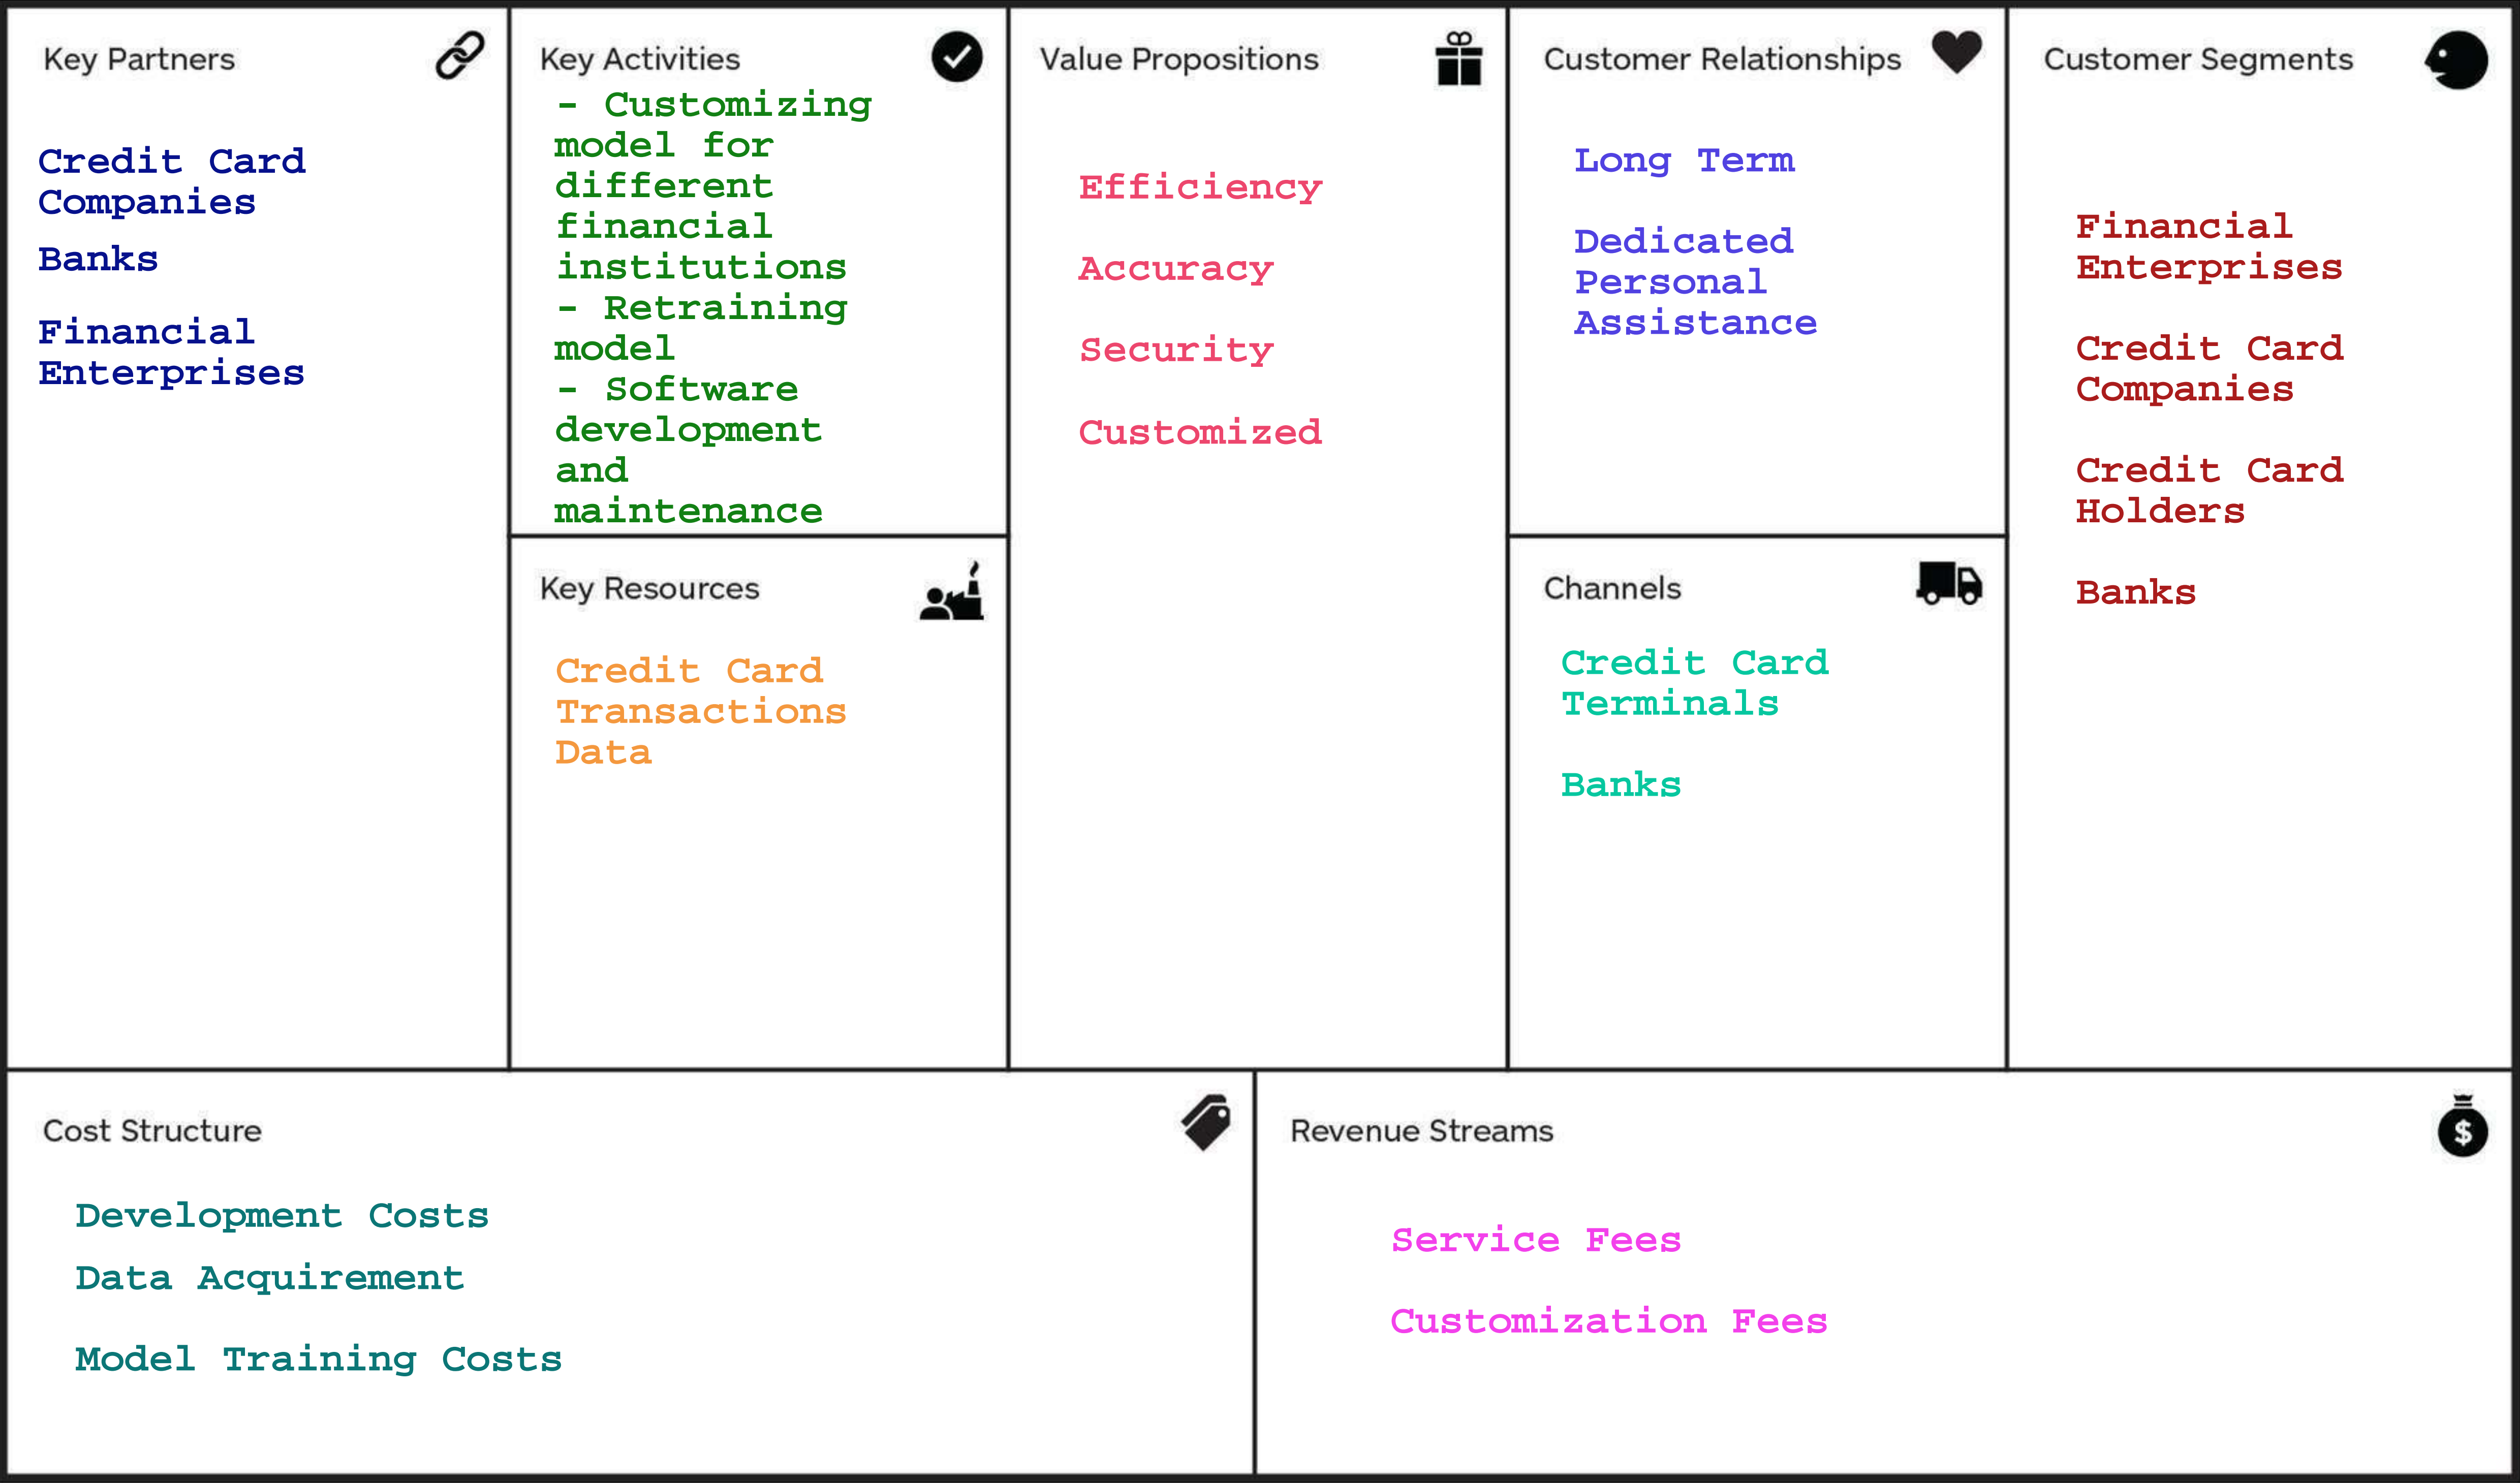 Key Partners
Credit Card
Companies
Banks
Financial
Enterprises
Key Activities
- Customizing
model for
different
financial
institutions
- Retraining
model
- Software
development
and
maintenance
Key Resources
Credit Card
Transactions
Data
Value Propositions
Efficiency
Accuracy
Security
Customized
Customer Relationships
Long Term
Dedicated
Personal
Assistance
Channels
Credit Card
Terminals
Banks
Customer Segments
Financial
Enterprises
Credit Card
Companies
Credit Card
Holders
Banks
Cost Structure
Development Costs
Data Acquirement
Model Training Costs
Revenue Streams
$
Service Fees
Customization Fees